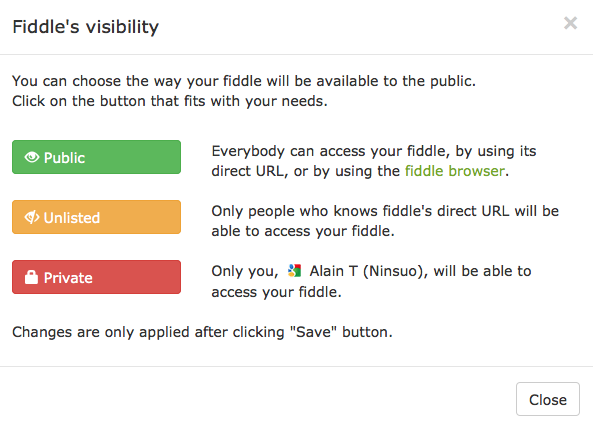 Fiddle's visibility
×
You can choose the way your fiddle will be available to the public.
Click on the button that fits with your needs.
Public
Everybody can access your fiddle, by using its
direct URL, or by using the fiddle browser.
Unlisted
Only people who knows fiddle's direct URL will be
able to access your fiddle.
Private
Only you, Alain T (Ninsuo), will be able to
access your fiddle.
Changes are only applied after clicking "Save" button.
Close